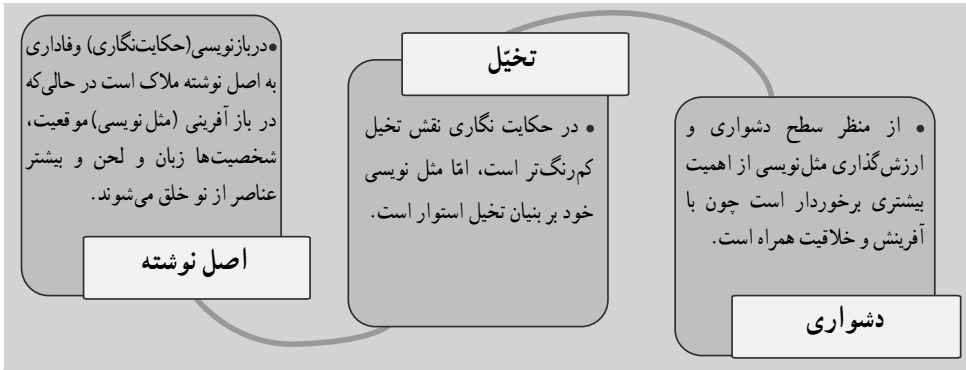 از منظر سطح دشواری و
ارزش‌گذاری مثل‌نویسی از اهمیت
بیشتری برخوردار است چون با
آفرینش و خلاقیت همراه است.
دشواری
تخیّل
در حکایت نگاری نقش تخیل
کم‌رنگ‌تر است، امّا مثل نویسی
خود بر بنیان تخیل استوار است.
دربازنویسی(حکایت‌نگاری) وفاداری
به اصل نوشته ملاک است در حالی‌که
در باز آفرینی (مثل نویسی) موقعیت،
شخصیت‌ها زبان و لحن و بیشتر
عناصر از نو خلق می‌شوند.
اصل نوشته